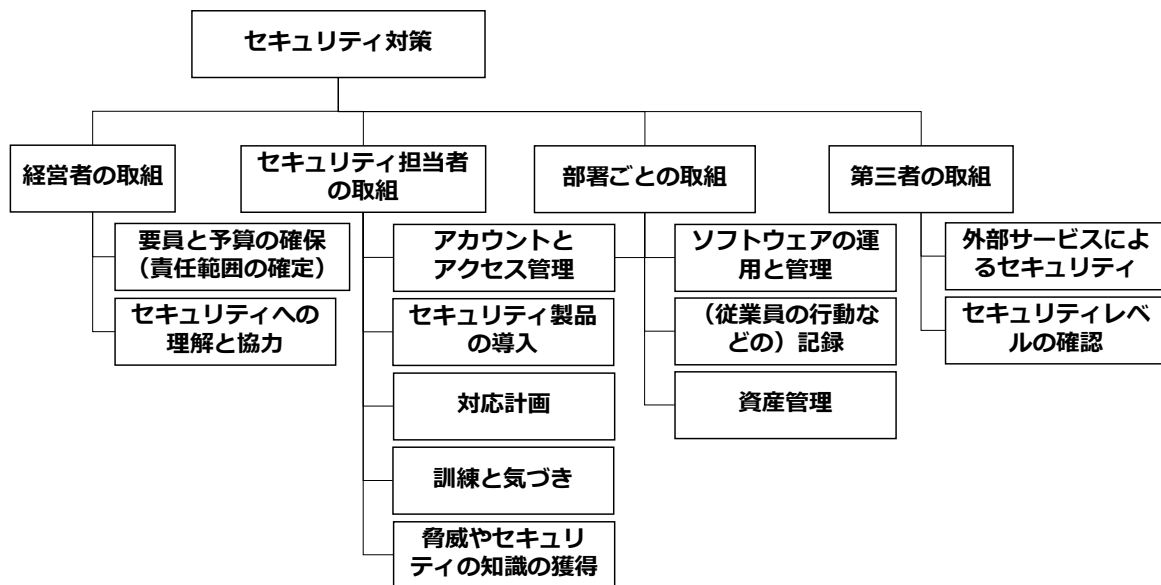 セキュリティ対策
経営者の取組
セキュリティ担当者
の取組
部署ごとの取組
第三者の取組
要員と予算の確保
（責任範囲の確定）
セキュリティへの
理解と協力
アカウントと
アクセス管理
セキュリティ製品
の導入
対応計画
訓練と気づき
脅威やセキュリ
ティの知識の獲得
ソフトウェアの運
用と管理
（従業員の行動な
どの）記録
資産管理
外部サービスによ
るセキュリティ
セキュリティレベ
ルの確認